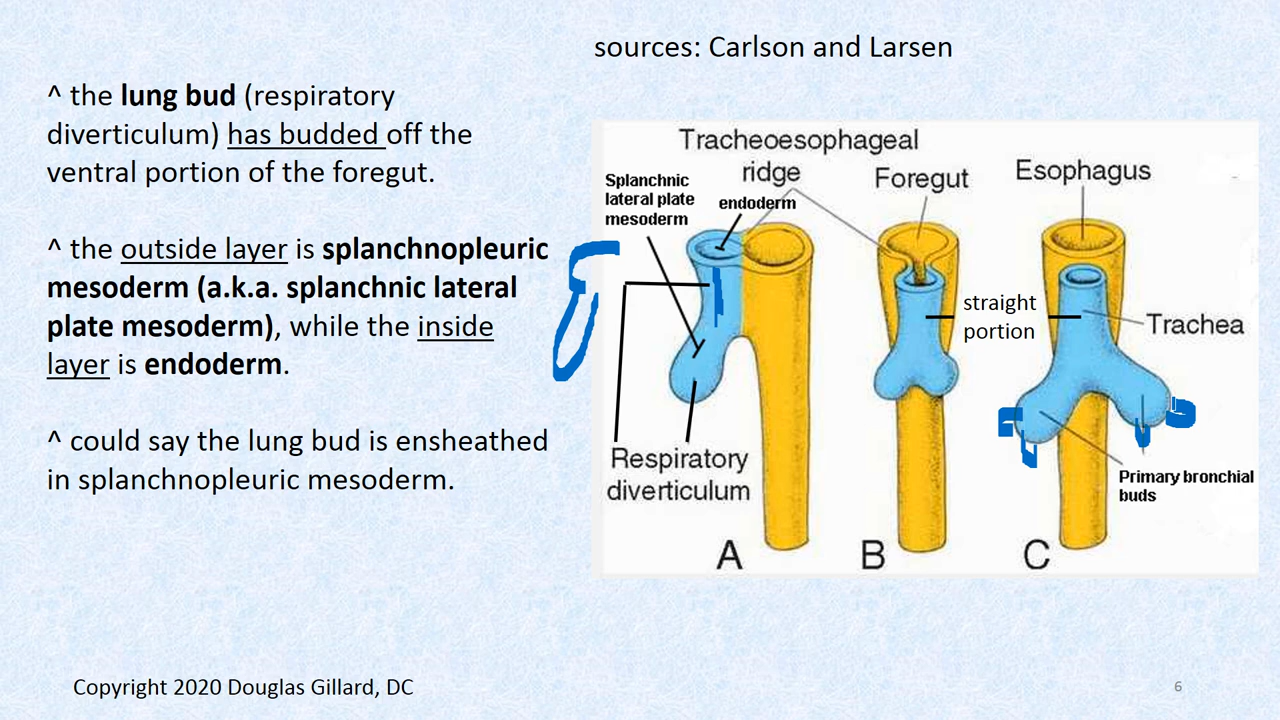 sources: Carlson and Larsen
^ the lung bud (respiratory
diverticulum) has budded off the
ventral portion of the foregut.
^ the outside layer is splanchnopleuric
mesoderm (a.k.a. splanchnic lateral
plate mesoderm), while the inside
layer is endoderm.
^ could say the lung bud is ensheathed
in splanchnopleuric mesoderm.
Tracheoesophageal
ridge
Splanchnic
lateral plate
mesoderm
endoderm
Foregut
Esophagus
straight
portion
Trachea
Respiratory
diverticulum
Primary bronchial
buds
A
B
C
Copyright 2020 Douglas Gillard, DC
6